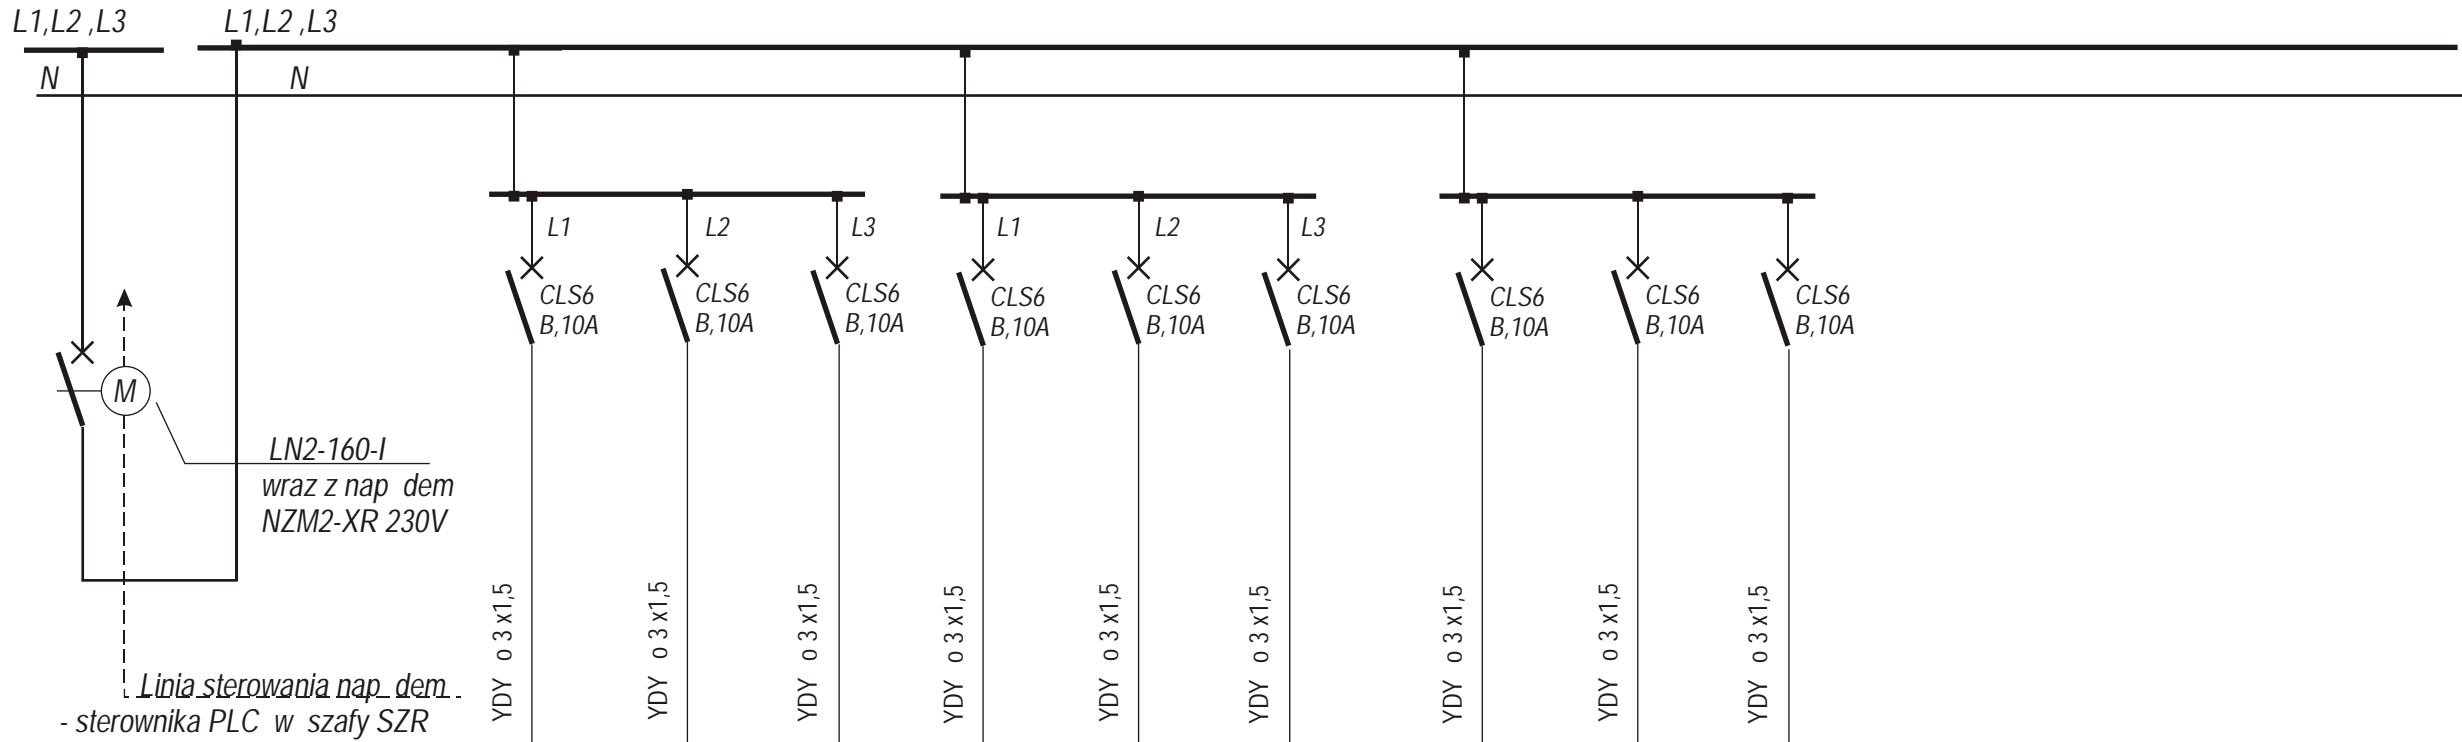 L1,L2 ,L3
L1,L2 ,L3
N
N
L1
L2
L3
L1
L2
L3
CLS6
B,10A
CLS6
B,10A
CLS6
B,10A
CLS6
B,10A
CLS6
B,10A
CLS6
B,10A
CLS6
B,10A
CLS6
B,10A
CLS6
B,10A
M
LN2-160-I
wraz z nap dem
NZM2-XR 230V
Linia sterowania nap dem
- sterownika PLC w szafy SZR
YDY o 3 x1,5
YDY o 3 x1,5
YDY o 3 x1,5
YDY o 3 x1,5
YDY o 3 x1,5
YDY o 3 x1,5
YDY o 3 x1,5
YDY o 3 x1,5
YDY o 3 x1,5